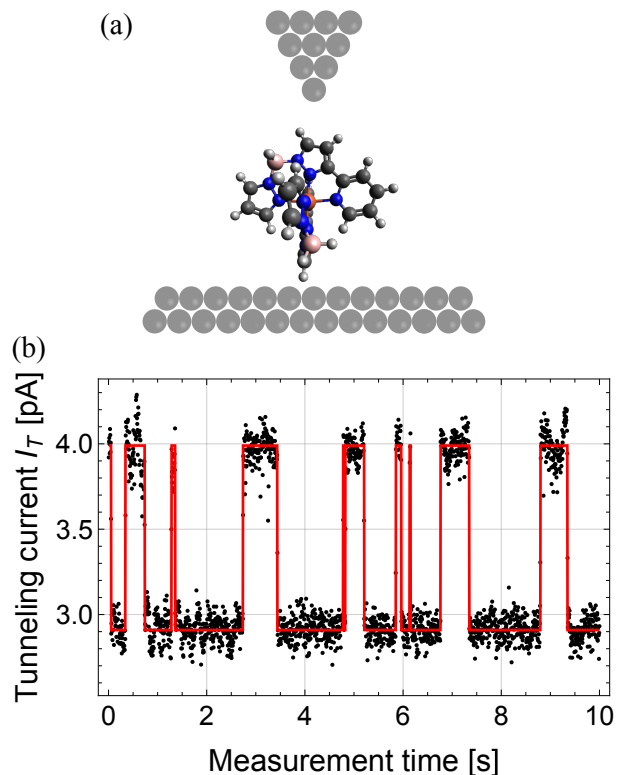 (a)
(b)
Tunneling current I_T [pA]
4.0
3.5
3.0
0 2 4 6 8 10
Measurement time [s]